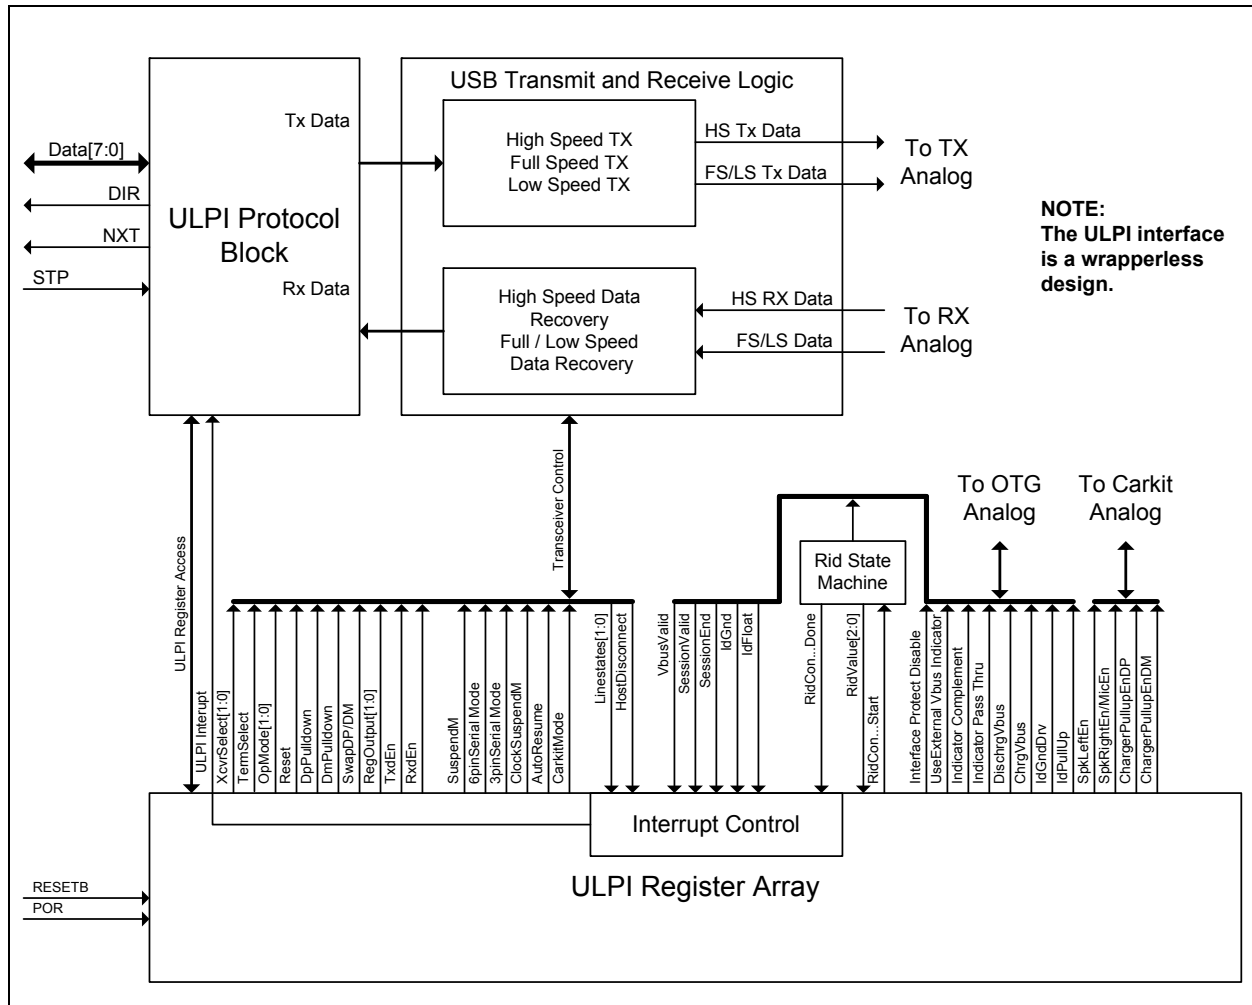 USB Transmit and Receive Logic
Tx Data
High Speed TX
Full Speed TX
Low Speed TX
HS Tx Data
FS/LS Tx Data
To TX
Analog
Data[7:0]
DIR
NXT
STP
ULPI Protocol
Block
Rx Data
High Speed Data
Recovery
Full / Low Speed
Data Recovery
HS RX Data
FS/LS Data
To RX
Analog
NOTE:
The ULPI interface
is a wrapperless
design.
ULPI Register Access
Transceiver Control
To OTG
Analog
To Carkit
Analog
Rid State
Machine
ULPI Interupt
XcvrSelect[1:0]
TermSelect
OpMode[1:0]
Reset
DpPulldown
DmPulldown
SwapDP/DM
RegOutput[1:0]
TxdEn
RxdEn
SuspendM
6pinSerial Mode
3pinSerial Mode
ClockSuspendM
AutoResume
CarkitMode
Linestates[1:0]
HostDisconnect
VbusValid
SessionValid
SessionEnd
IdGnd
IdFloat
RidCon...Done
RidValue[2:0]
RidCon...Start
Interface Protect Disable
UseExternal Vbus Indicator
Indicator Complement
Indicator Pass Thru
DischrgVbus
ChrgVbus
IdGndDrv
IdPullUp
SpkLeftEn
SpkRightEn/MicEn
ChargerPullupEnDP
ChargerPullupEnDM
Interrupt Control
ULPI Register Array
RESETB
POR